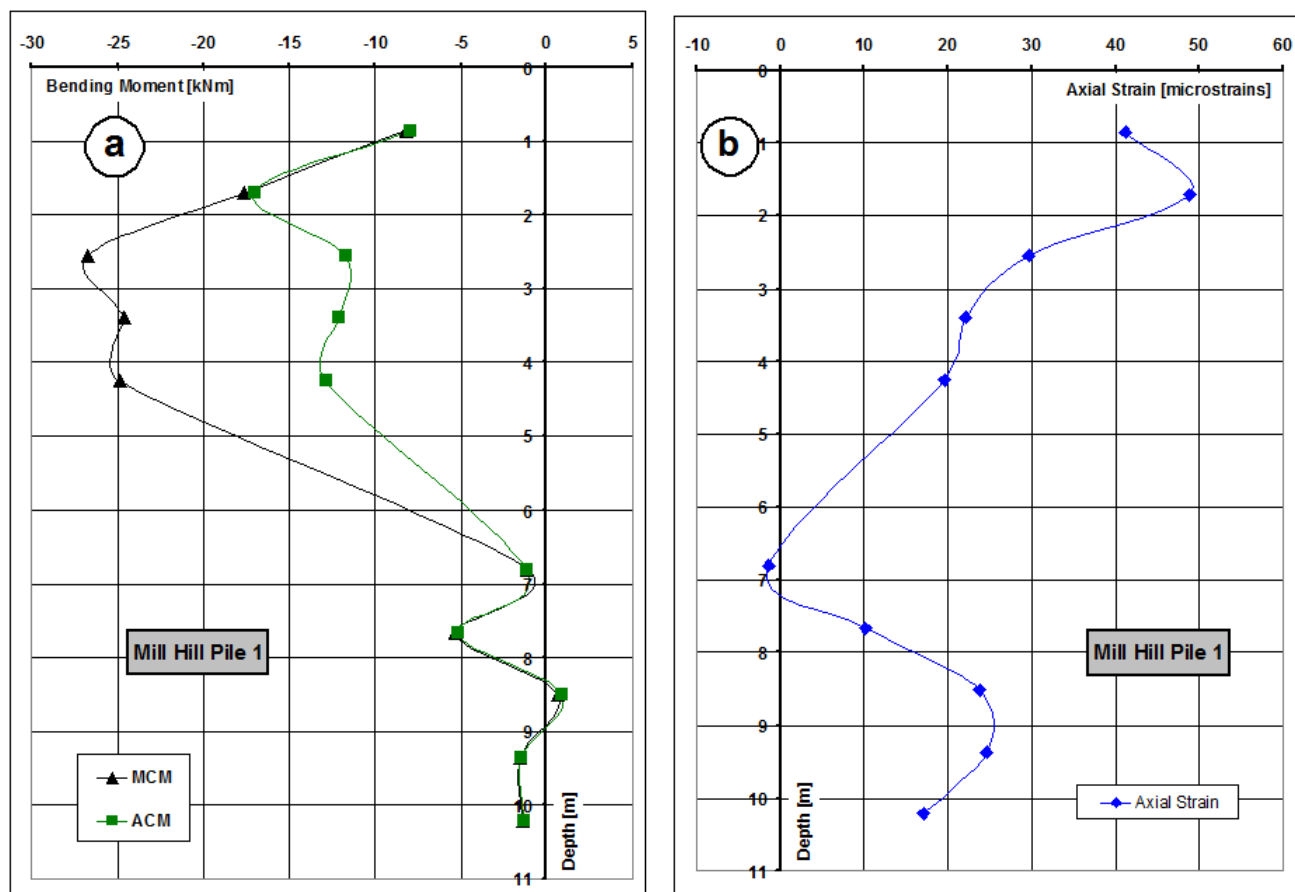 -30 -25 -20 -15 -10 -5 0 5
Bending Moment [kNm]
a
0
1
2
3
4
5
6
7
8
9
10
11
Depth [m]
Mill Hill Pile 1
MCM
ACM
-10 0 10 20 30 40 50 60
Axial Strain [microstrains]
b
0
1
2
3
4
5
6
7
8
9
10
11
Depth [m]
Mill Hill Pile 1
Axial Strain